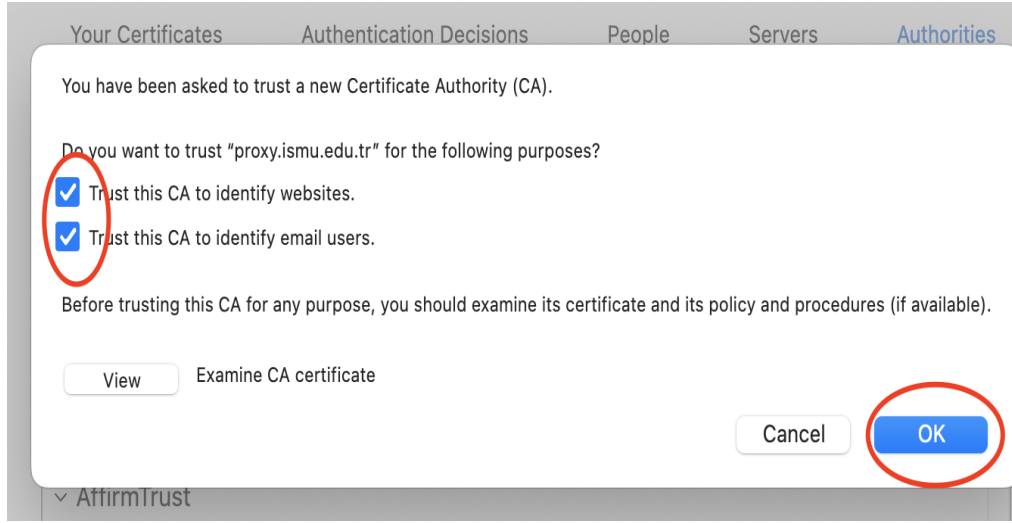 Your Certificates Authentication Decisions People Servers Authorities
You have been asked to trust a new Certificate Authority (CA).
Do you want to trust “proxy.ismu.edu.tr” for the following purposes?
Trust this CA to identify websites.
Trust this CA to identify email users.
Before trusting this CA for any purpose, you should examine its certificate and its policy and procedures (if available).
View Examine CA certificate
Cancel OK
AffirmTrust